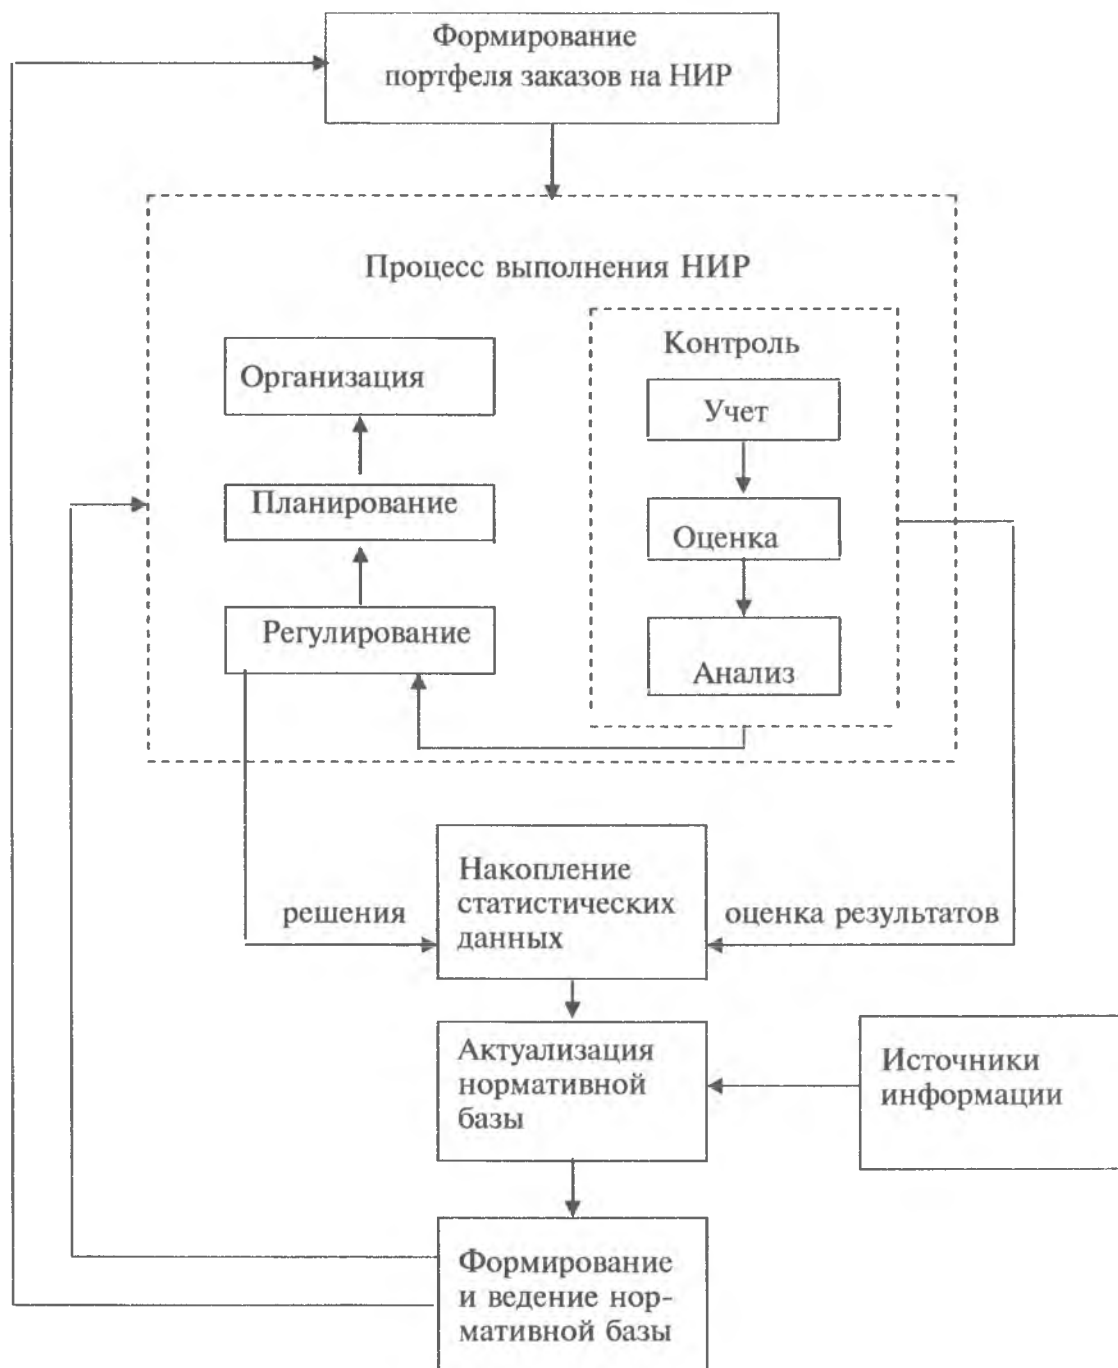 Формирование
портфеля заказов на НИР
Процесс выполнения НИР
Организация
Планирование
Регулирование
Контроль
Учет
Оценка
Анализ
решения
Накопление
статистических
данных
оценка результатов
Актуализация
нормативной
базы
Источники
информации
Формирование
и ведение нор-
мативной базы